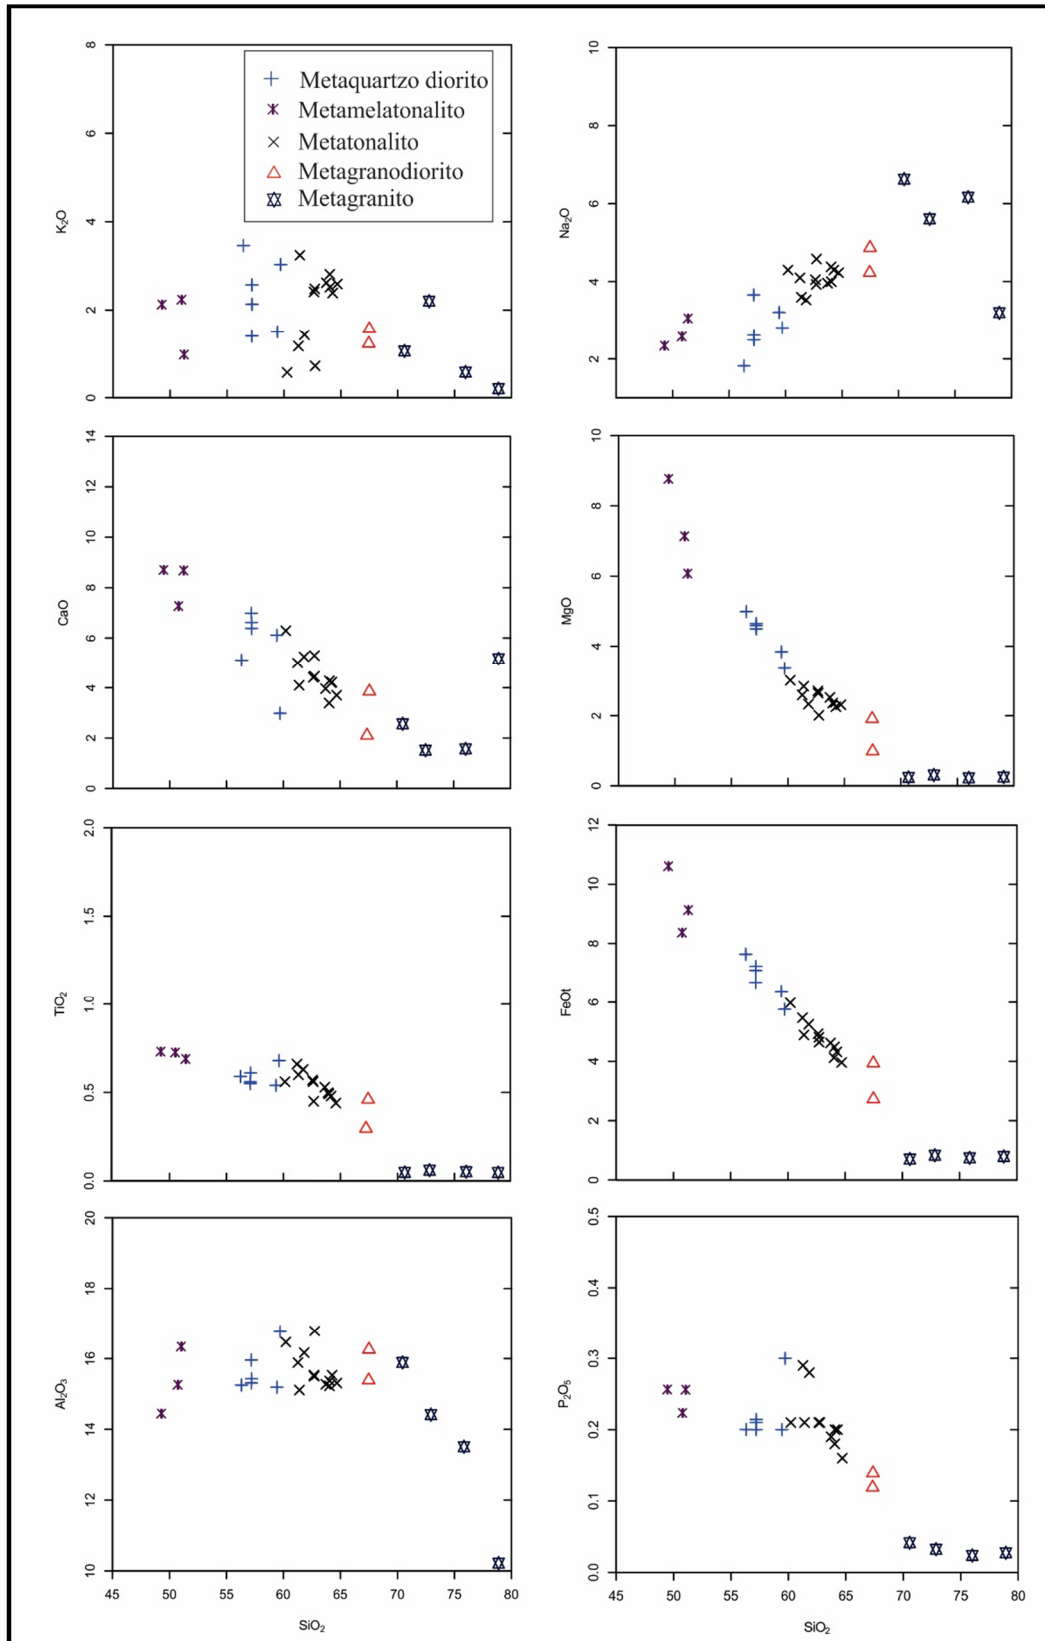 8
6
4
2
0
K₂O
Metaquartzo diorito
Metamelatonalito
Metatonalito
Metagranodiorito
Metagranito
10
8
6
4
2
Na₂O
14
12
10
8
6
4
2
0
CaO
10
8
6
4
2
0
MgO
2.0
1.5
1.0
0.5
0.0
TiO₂
12
10
8
6
4
2
0
FeOt
20
18
16
14
12
10
Al₂O₃
45 50 55 60 65 70 75 80
SiO₂
0.5
0.4
0.3
0.2
0.1
0.0
P₂O₅
45 50 55 60 65 70 75 80
SiO₂